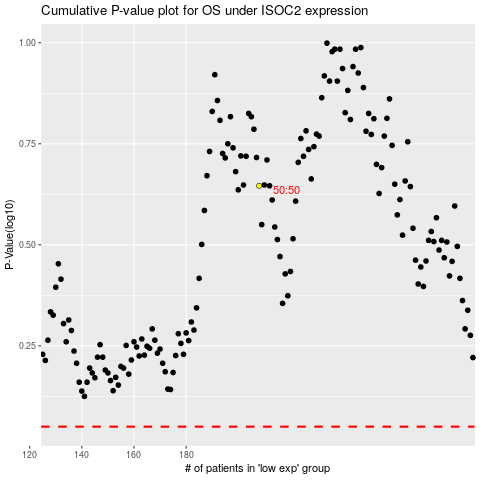 Cumulative P-value plot for OS under ISOC2 expression
1.00
0.75
0.50
0.25
P-Value(log10)
50:50
120 140 160 180
# of patients in 'low exp' group